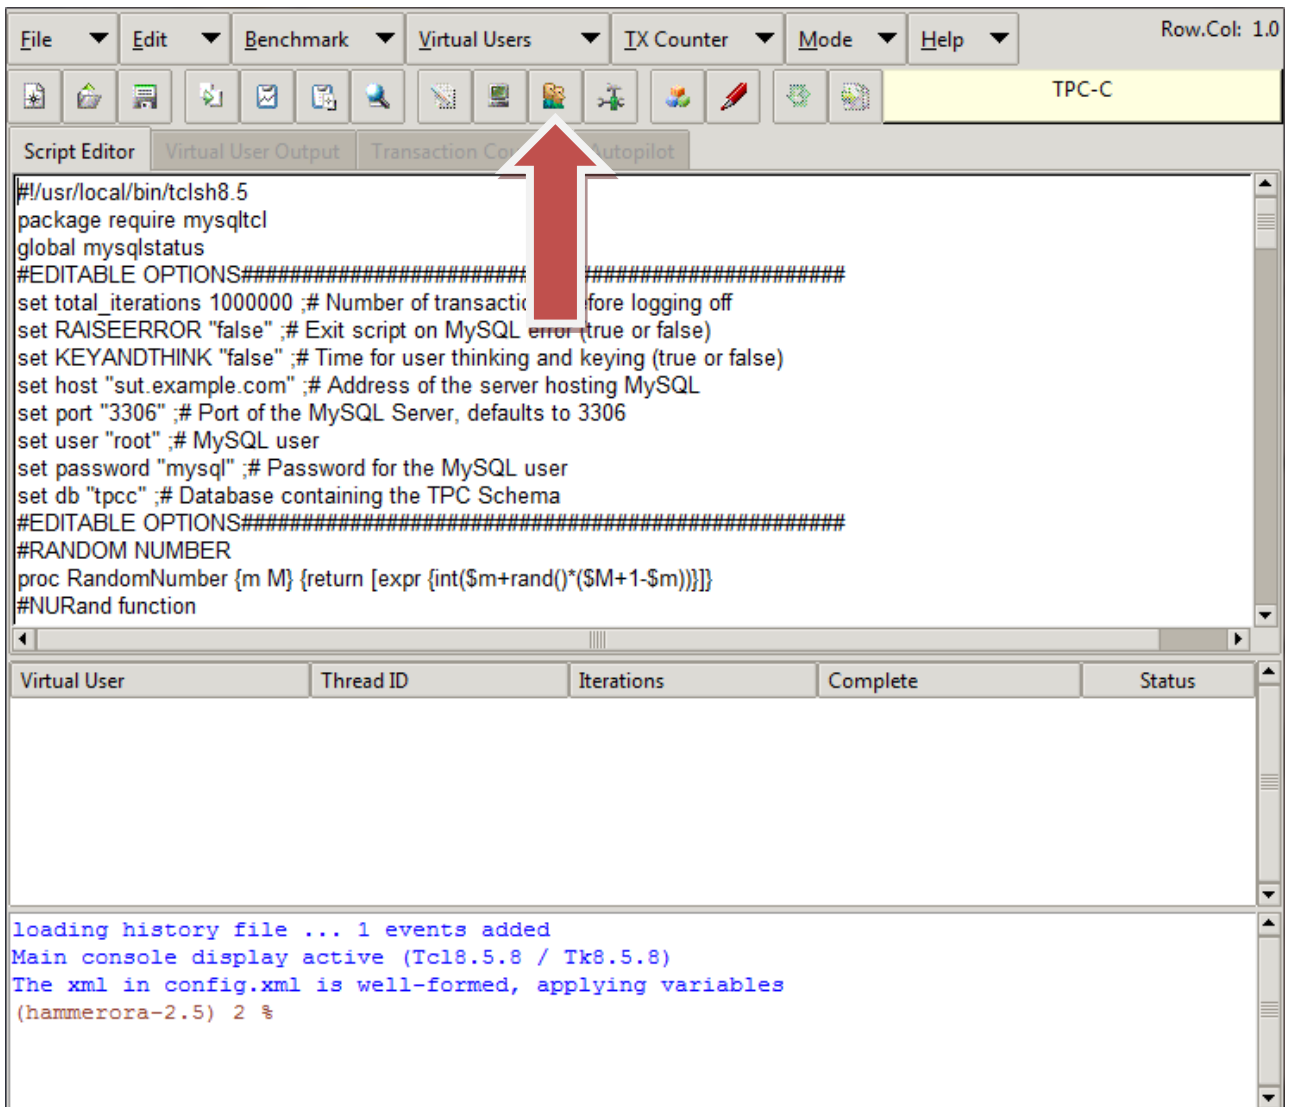 File Edit Benchmark Virtual Users TX Counter Mode Help Row.Col: 1.0
TPC-C
Script Editor Virtual User Output Transaction Autopilot
#!/usr/local/bin/tclsh8.5
package require mysqltcl
global mysqlstatus
#EDITABLE OPTIONS##################################################
set total_iterations 1000000 ;# Number of logging off
set RAISEERROR "false" ;# Exit script on MySQL error (true or false)
set KEYANDTHINK "false" ;# Time for user thinking and keying (true or false)
set host "sut.example.com" ;# Address of the server hosting MySQL
set port "3306" ;# Port of the MySQL Server, defaults to 3306
set user "root" ;# MySQL user
set password "mysql" ;# Password for the MySQL user
set db "tpcc" ;# Database containing the TPC Schema
#EDITABLE OPTIONS##################################################
#RANDOM NUMBER
proc RandomNumber {m M} {return [expr {int($m+rand()*($M+1-$m))}]}
#NURand function
Virtual User Thread ID Iterations Complete Status
loading history file ... 1 events added
Main console display active (Tcl8.5.8 / Tk8.5.8)
The xml in config.xml is well-formed, applying variables
(hammerora-2.5) 2 %